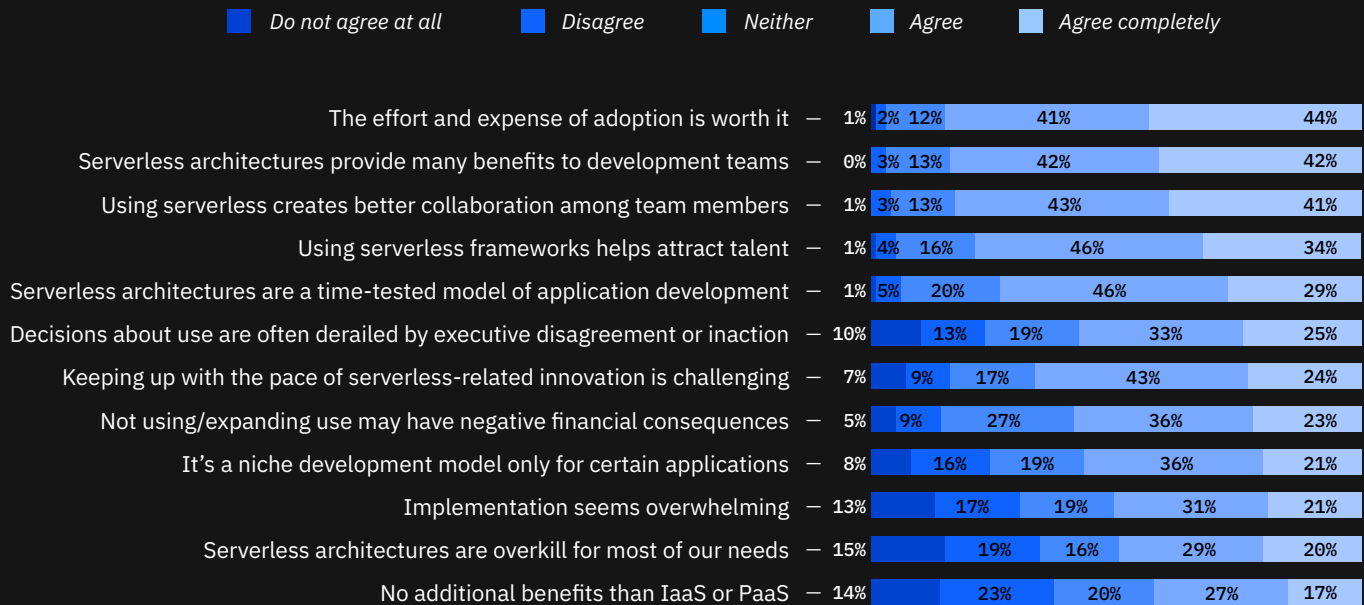 Do not agree at all Disagree Neither Agree Agree completely
The effort and expense of adoption is worth it — 1% 2% 12% 41% 44%
Serverless architectures provide many benefits to development teams — 0% 3% 13% 42% 42%
Using serverless creates better collaboration among team members — 1% 3% 13% 43% 41%
Using serverless frameworks helps attract talent — 1% 4% 16% 46% 34%
Serverless architectures are a time-tested model of application development — 1% 5% 20% 46% 29%
Decisions about use are often derailed by executive disagreement or inaction — 10% 13% 19% 33% 25%
Keeping up with the pace of serverless-related innovation is challenging — 7% 9% 17% 43% 24%
Not using/expanding use may have negative financial consequences — 5% 9% 27% 36% 23%
It’s a niche development model only for certain applications — 8% 16% 19% 36% 21%
Implementation seems overwhelming — 13% 17% 19% 31% 21%
Serverless architectures are overkill for most of our needs — 15% 19% 16% 29% 20%
No additional benefits than IaaS or PaaS — 14% 23% 20% 27% 17%